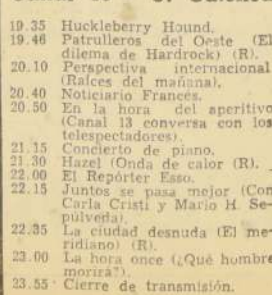 19.35 Huckleberry Hound.
19.46 Patrulleros del Oeste (El
dilema de Hardrock) (R).
20.10 Perspectiva internacional
(Raíces del mañana).
20.40 Noticiario Francés.
20.50 En la hora del aperitivo
(Canal 13 conversa con los
telespectadores).
21.15 Concierto de piano.
21.30 Hazel (Onda de calor (R).
22.00 El Repórter Esso.
22.15 Juntos se pasa mejor (Con
Carla Cristi y Mario H. Se-
púlveda).
22.35 La ciudad desnuda (El me-
ridiano) (R).
23.00 La hora once (¿Qué hombre
morirá?).
23.55 Cierre de transmisión.